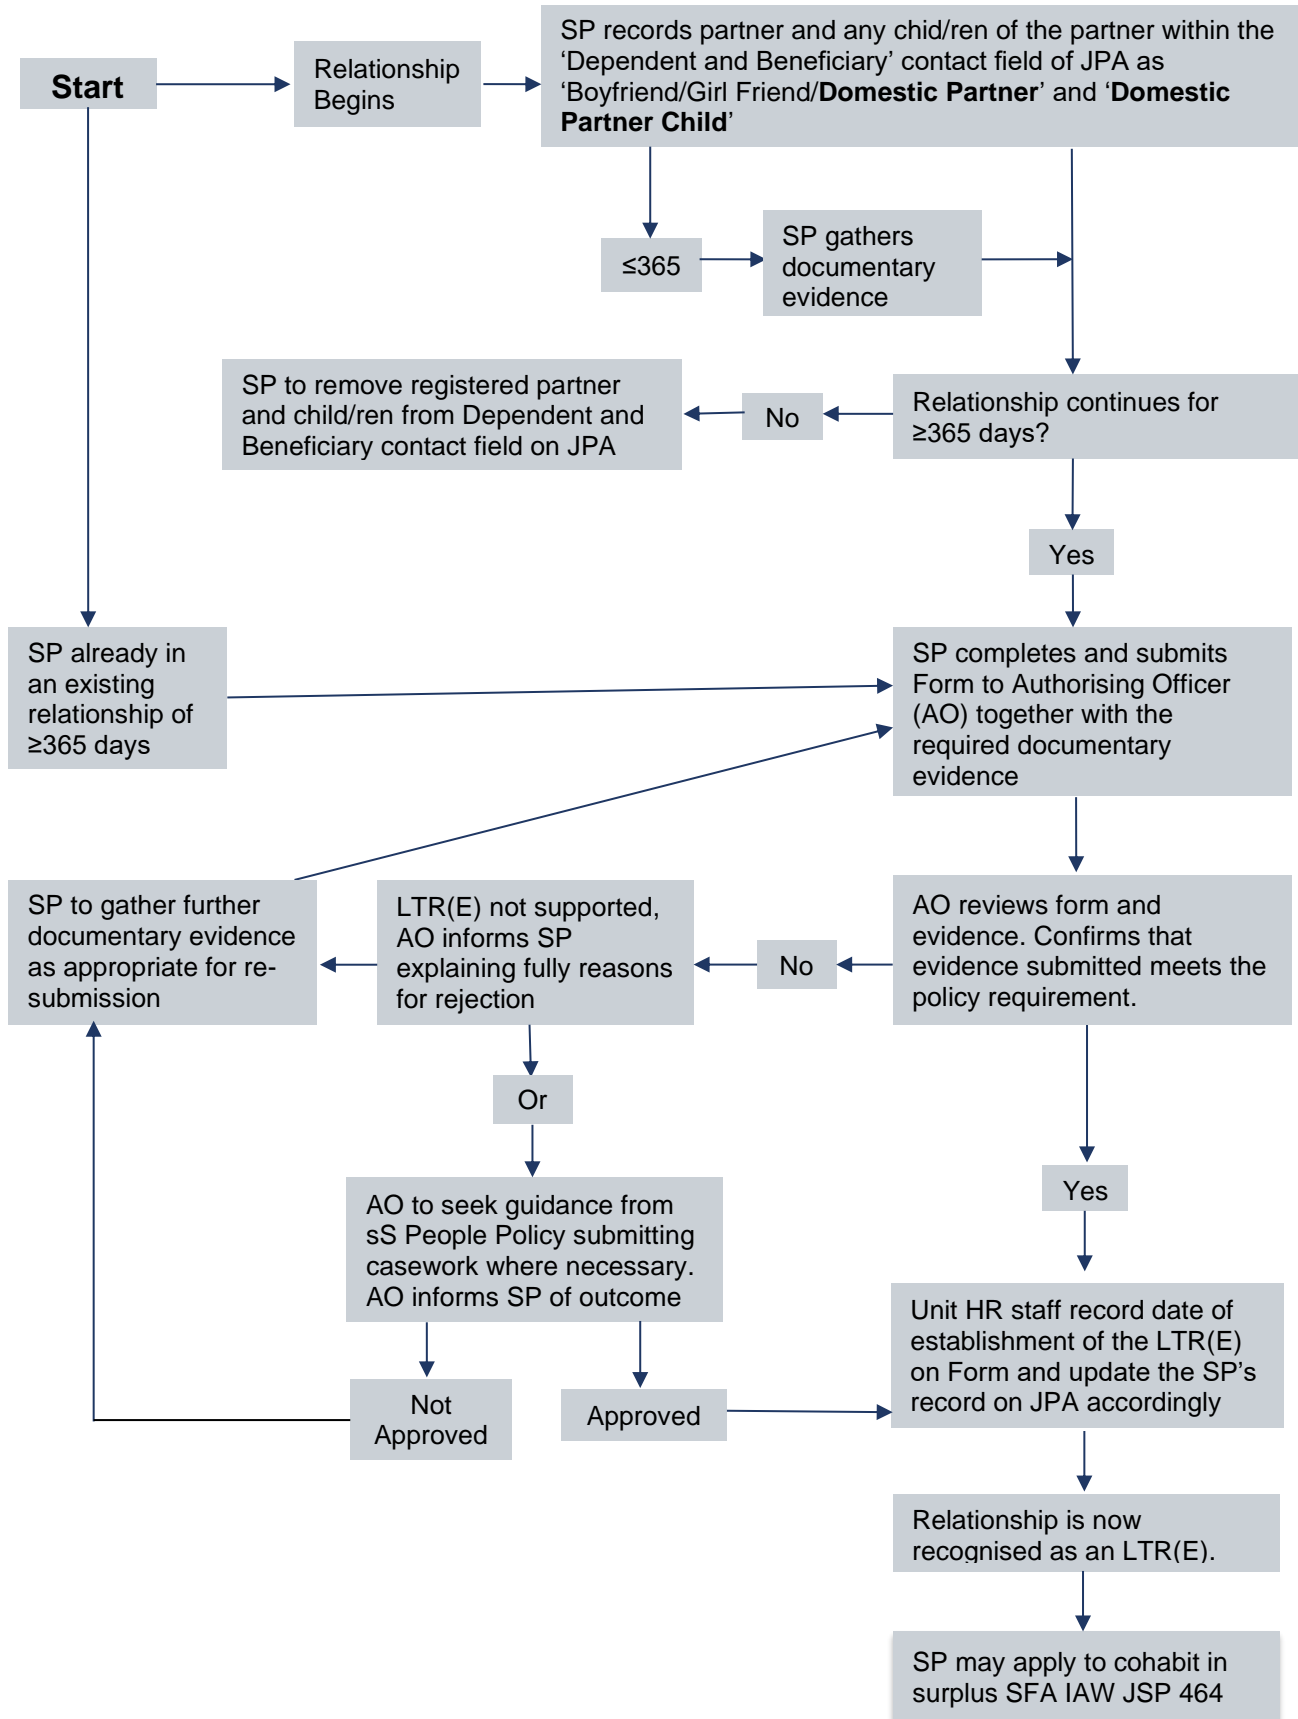 Start
Relationship
Begins
SP records partner and any chid/ren of the partner within the
‘Dependent and Beneficiary’ contact field of JPA as
‘Boyfriend/Girl Friend/Domestic Partner’ and ‘Domestic
Partner Child’
≤365
SP gathers
documentary
evidence
SP to remove registered partner
and child/ren from Dependent and
Beneficiary contact field on JPA
No
Relationship continues for
≥365 days?
Yes
SP already in
an existing
relationship of
≥365 days
SP completes and submits
Form to Authorising Officer
(AO) together with the
required documentary
evidence
SP to gather further
documentary evidence
as appropriate for re-
submission
LTR(E) not supported,
AO informs SP
explaining fully reasons
for rejection
No
AO reviews form and
evidence. Confirms that
evidence submitted meets the
policy requirement.
Or
Yes
AO to seek guidance from
sS People Policy submitting
casework where necessary.
AO informs SP of outcome
Unit HR staff record date of
establishment of the LTR(E)
on Form and update the SP’s
record on JPA accordingly
Not
Approved
Approved
Relationship is now
recognised as an LTR(E).
SP may apply to cohabit in
surplus SFA IAW JSP 464